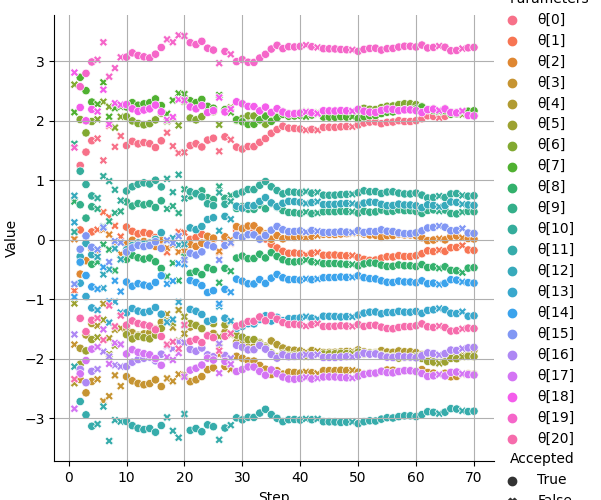 Parameters
θ[0]
θ[1]
θ[2]
θ[3]
θ[4]
θ[5]
θ[6]
θ[7]
θ[8]
θ[9]
θ[10]
θ[11]
θ[12]
θ[13]
θ[14]
θ[15]
θ[16]
θ[17]
θ[18]
θ[19]
θ[20]
Accepted
True
False
Value
3
2
1
0
−1
−2
−3
0 10 20 30 40 50 60 70
Step